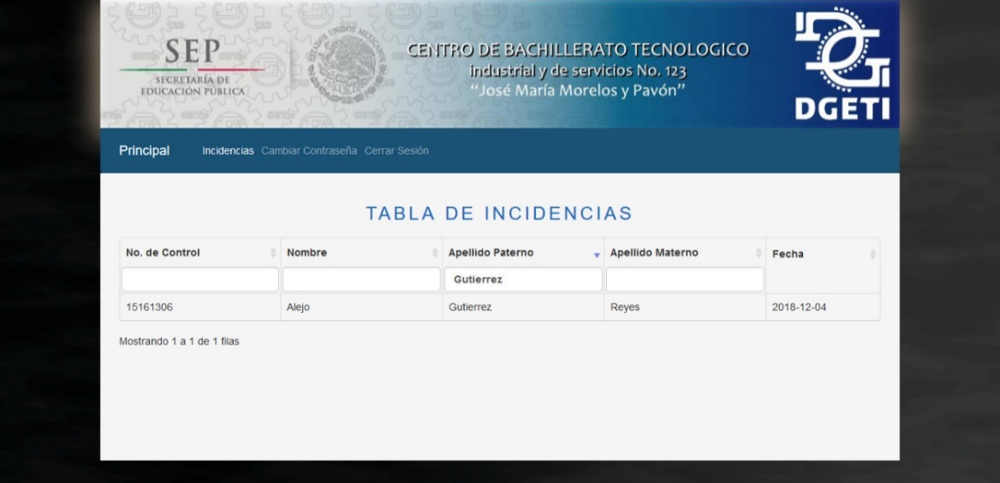 SEP
SECRETARÍA DE
EDUCACIÓN PÚBLICA
ESTADOS UNIDOS MEXICANOS
CENTRO DE BACHILLERATO TECNOLOGICO
industrial y de servicios No. 123
“José María Morelos y Pavón”
DGETI
Principal Incidencias Cambiar Contraseña Cerrar Sesión
TABLA DE INCIDENCIAS
No. de Control Nombre Apellido Paterno Apellido Materno Fecha
Gutierrez
15161306 Alejo Gutierrez Reyes 2018-12-04
Mostrando 1 a 1 de 1 filas